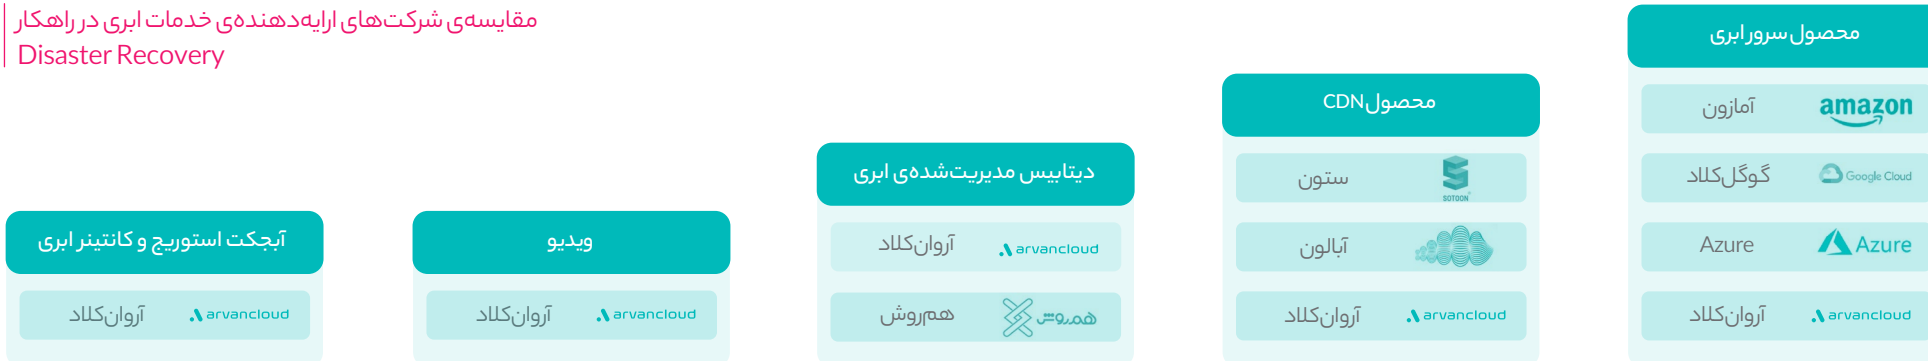 مقایسه‌ی شرکت‌های ارایه‌دهنده‌ی خدمات ابری در راهکار
Disaster Recovery
محصول سرور ابری
آمازون amazon
گوگل کلاد Google Cloud
Azure Azure
آروان‌کلاد arvancloud
محصول CDN
ستون SOTOON
آبالون
آروان‌کلاد arvancloud
دیتابیس مدیریت‌شده‌ی ابری
آروان‌کلاد arvancloud
هم‌روش هم‌روش
ویدیو
آروان‌کلاد arvancloud
آبجکت استوریج و کانتینر ابری
آروان‌کلاد arvancloud